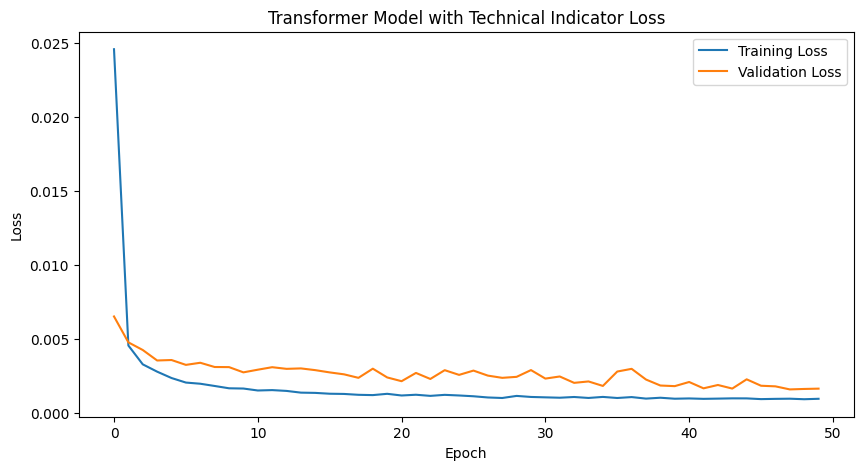 Transformer Model with Technical Indicator Loss
Training Loss
Validation Loss
0.025
0.020
0.015
0.010
0.005
0.000
Loss
0
10
20
30
40
50
Epoch